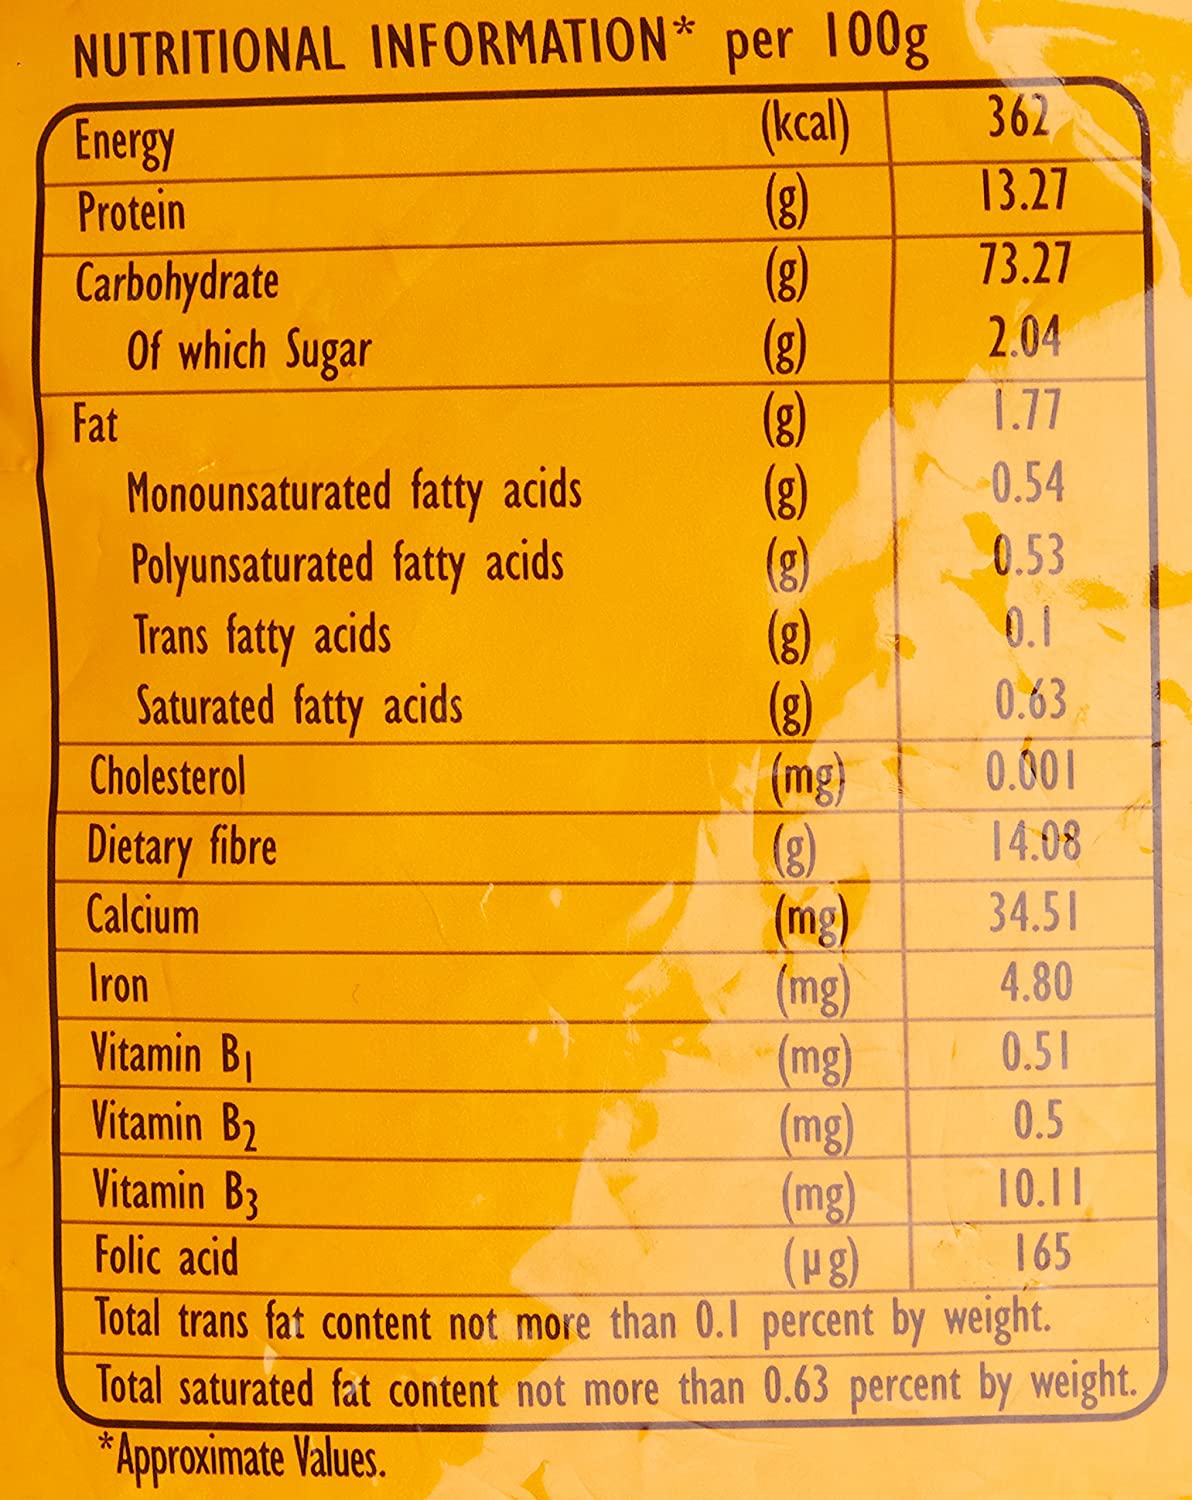 NUTRITIONAL INFORMATION* per 100g
Energy (kcal) 362
Protein (g) 13.27
Carbohydrate (g) 73.27
Of which Sugar (g) 2.04
Fat (g) 1.77
Monounsaturated fatty acids (g) 0.54
Polyunsaturated fatty acids (g) 0.53
Trans fatty acids (g) 0.1
Saturated fatty acids (g) 0.63
Cholesterol (mg) 0.001
Dietary fibre (g) 14.08
Calcium (mg) 34.51
Iron (mg) 4.80
Vitamin B₁ (mg) 0.51
Vitamin B₂ (mg) 0.5
Vitamin B₃ (mg) 10.11
Folic acid (µg) 165
Total trans fat content not more than 0.1 percent by weight.
Total saturated fat content not more than 0.63 percent by weight.
*Approximate Values.